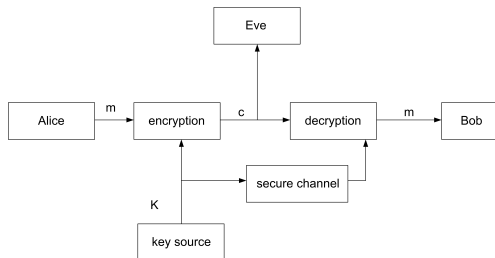 Eve
m
c
m
Alice
encryption
decryption
Bob
secure channel
K
key source